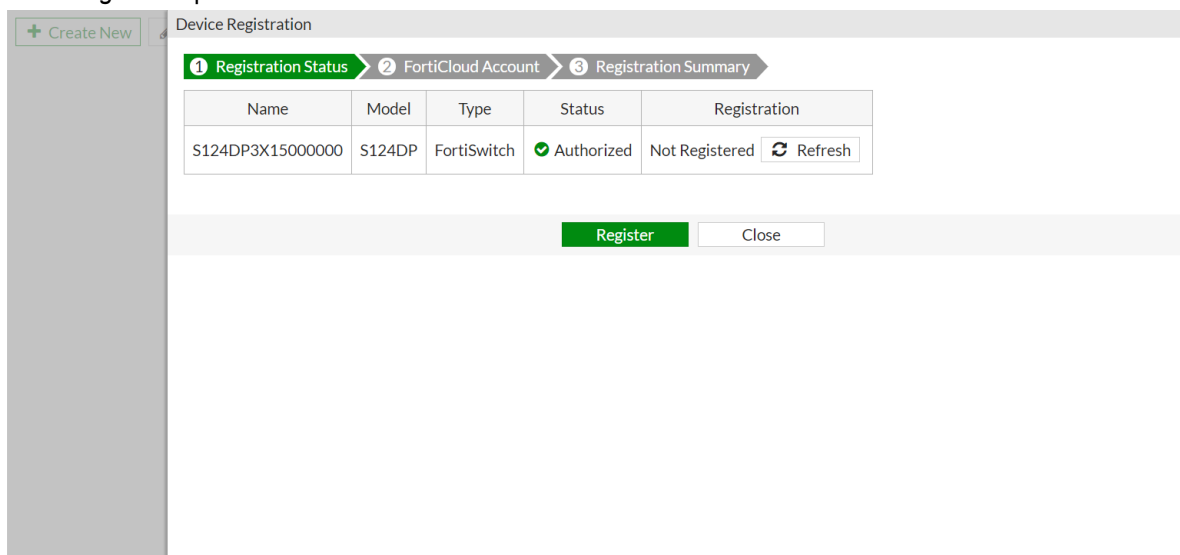 + Create New
Device Registration
1 Registration Status 2 FortiCloud Account 3 Registration Summary
Name Model Type Status Registration
S124DP3X15000000 S124DP FortiSwitch Authorized Not Registered Refresh
Register Close